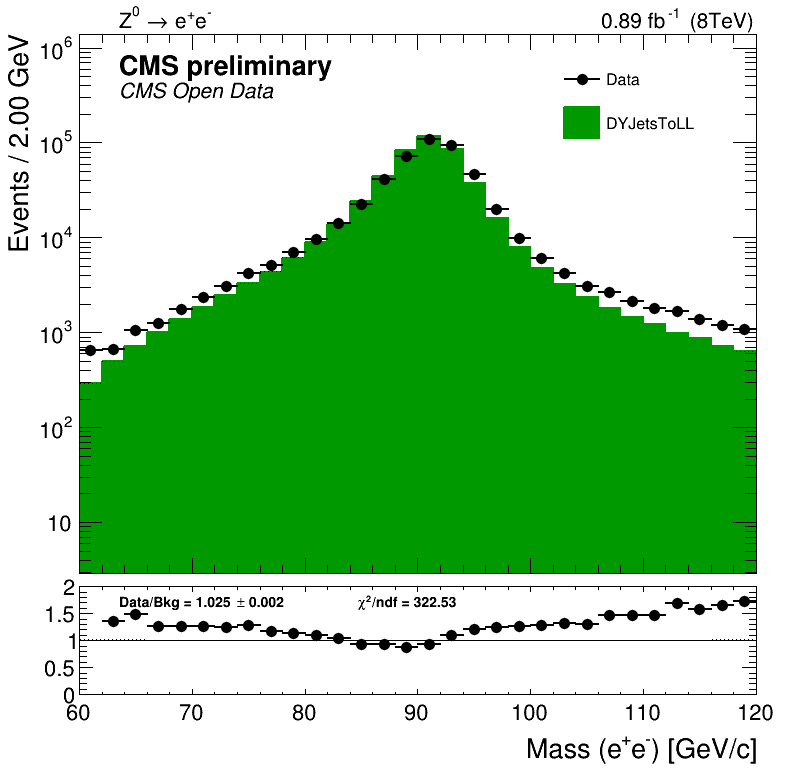 Z⁰ → e⁺e⁻
0.89 fb⁻¹ (8TeV)
CMS preliminary
CMS Open Data
Data
DYJetsToLL
Events / 2.00 GeV
10⁶
10⁵
10⁴
10³
10²
10
Data/Bkg = 1.025 ± 0.002
χ²/ndf = 322.53
2
1.5
1
0.5
0
60 70 80 90 100 110 120
Mass (e⁺e⁻) [GeV/c]